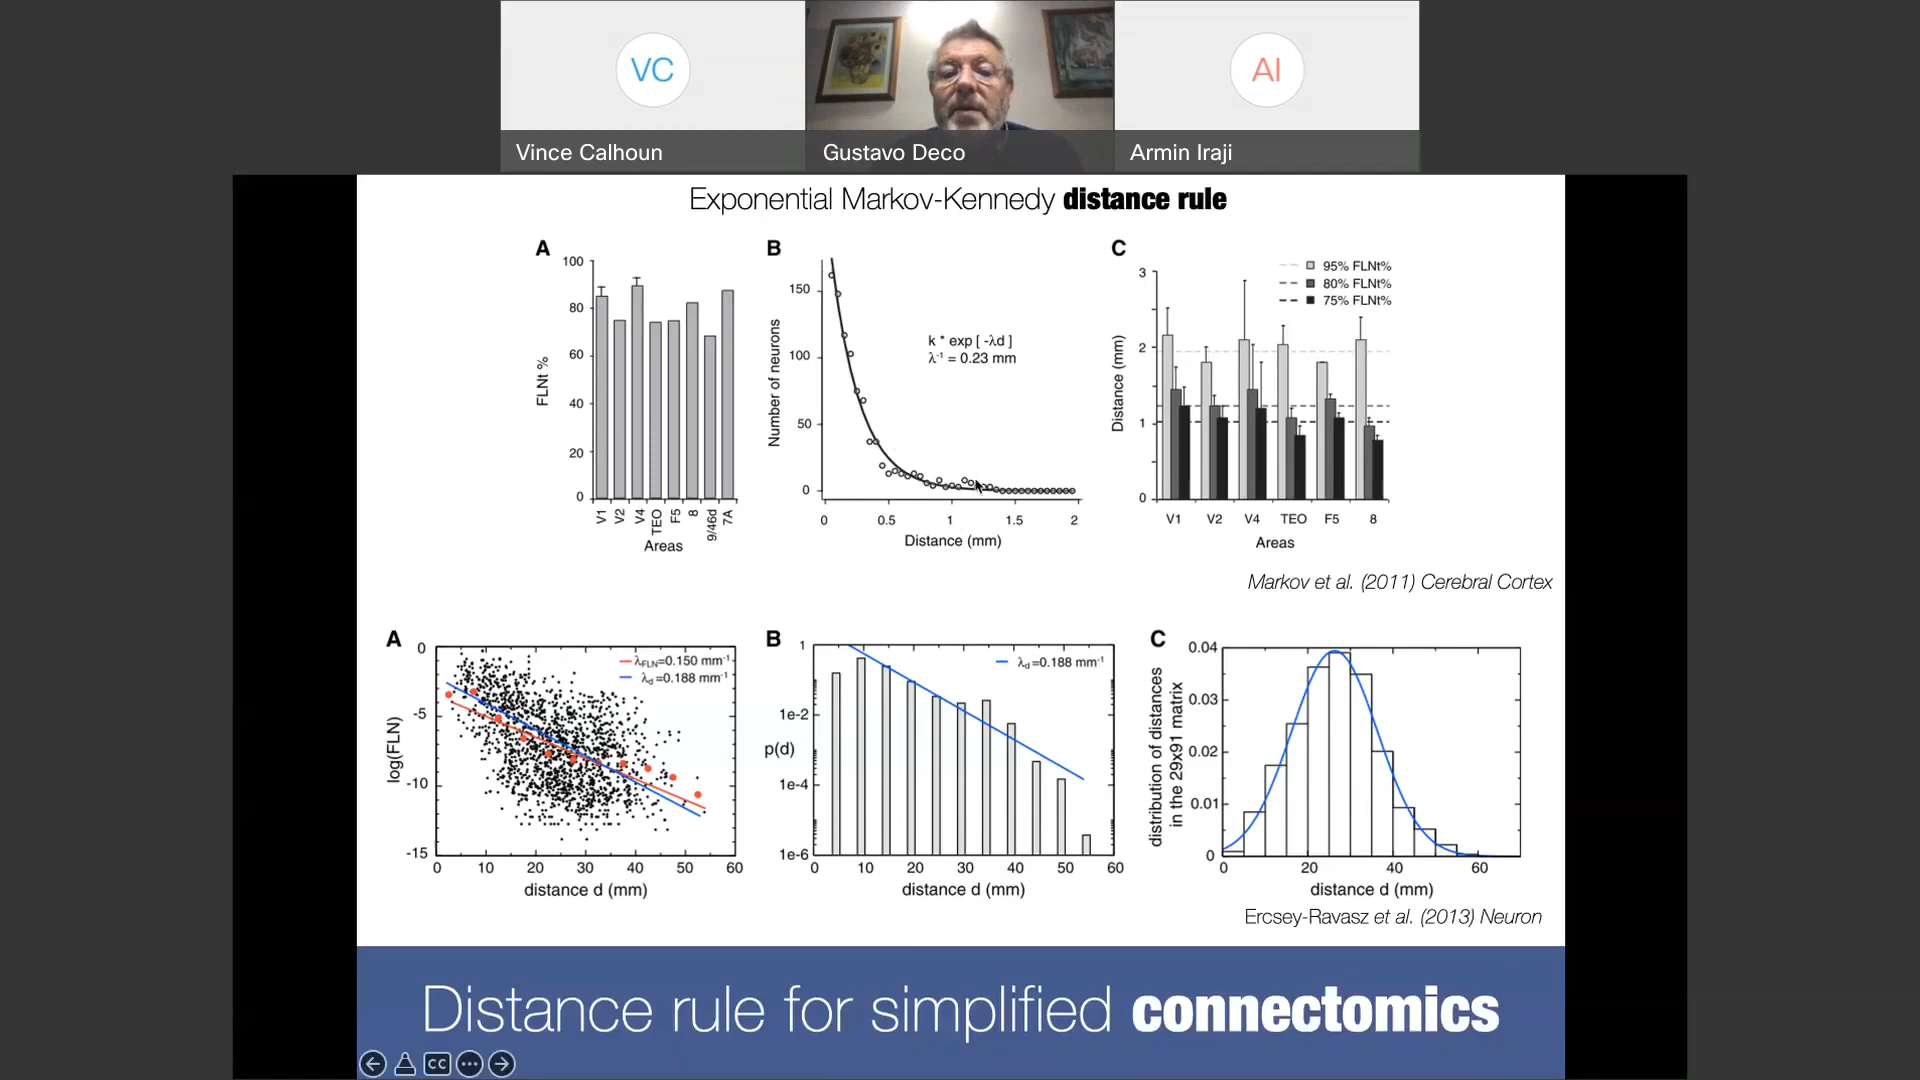 VC
AI
Vince Calhoun
Gustavo Deco
Armin Iraji
Exponential Markov-Kennedy distance rule
A
100
80
60
40
20
0
FLNt %
V1
V2
V4
TEO
F5
8
9/46d
7A
Areas
B
150
100
50
0
Number of neurons
k * exp [ -λd ]
λ⁻¹ = 0.23 mm
0
0.5
1
1.5
2
Distance (mm)
C
95% FLNt%
80% FLNt%
75% FLNt%
3
2
1
0
Distance (mm)
V1
V2
V4
TEO
F5
8
Areas
Markov et al. (2011) Cerebral Cortex
A
0
-5
-10
-15
log(FLN)
λFLN=0.150 mm⁻¹
λd=0.188 mm⁻¹
0
10
20
30
40
50
60
distance d (mm)
B
1
1e-2
1e-4
1e-6
p(d)
λd=0.188 mm⁻¹
0
10
20
30
40
50
60
distance d (mm)
C
0.04
0.03
0.02
0.01
0
distribution of distances
in the 29x91 matrix
0
20
40
60
distance d (mm)
Ercsey-Ravasz et al. (2013) Neuron
Distance rule for simplified connectomics
CC